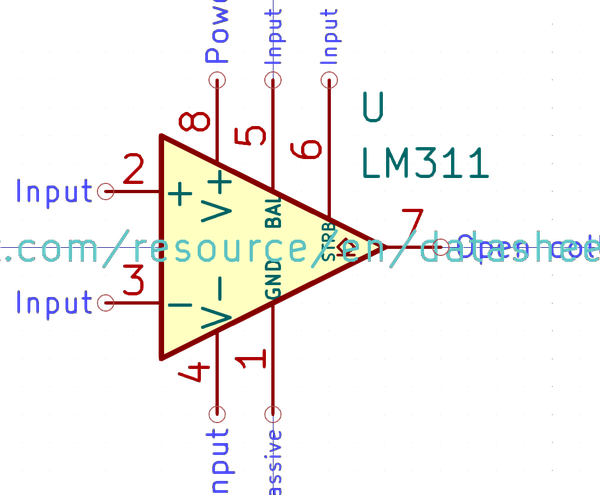 Powe
Input
Input
8
5
6
U
LM311
2
Input
+
V+
BAL
STRB
7
.com/resource/en/datashee
Open coll
3
Input
-
V-
GND
4
1
nput
assive